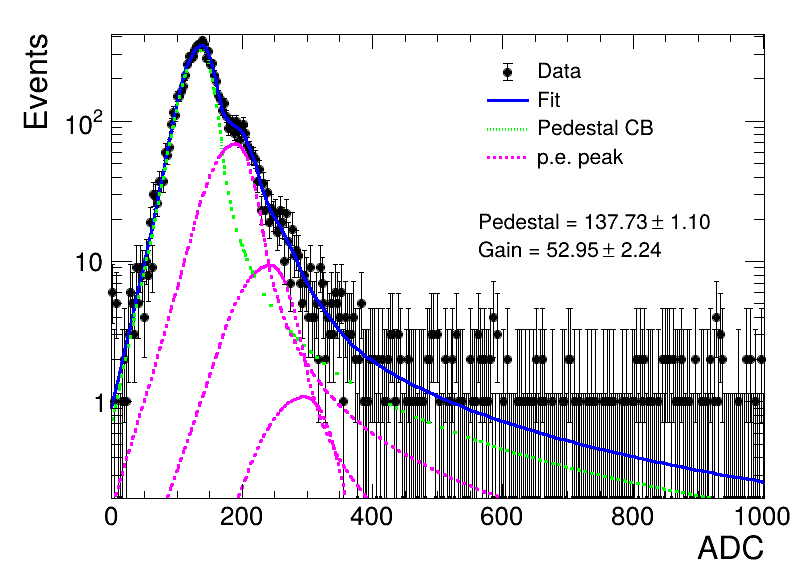 Events
10²
10
1
Data
Fit
Pedestal CB
p.e. peak
Pedestal = 137.73 ± 1.10
Gain = 52.95 ± 2.24
0 200 400 600 800 1000
ADC